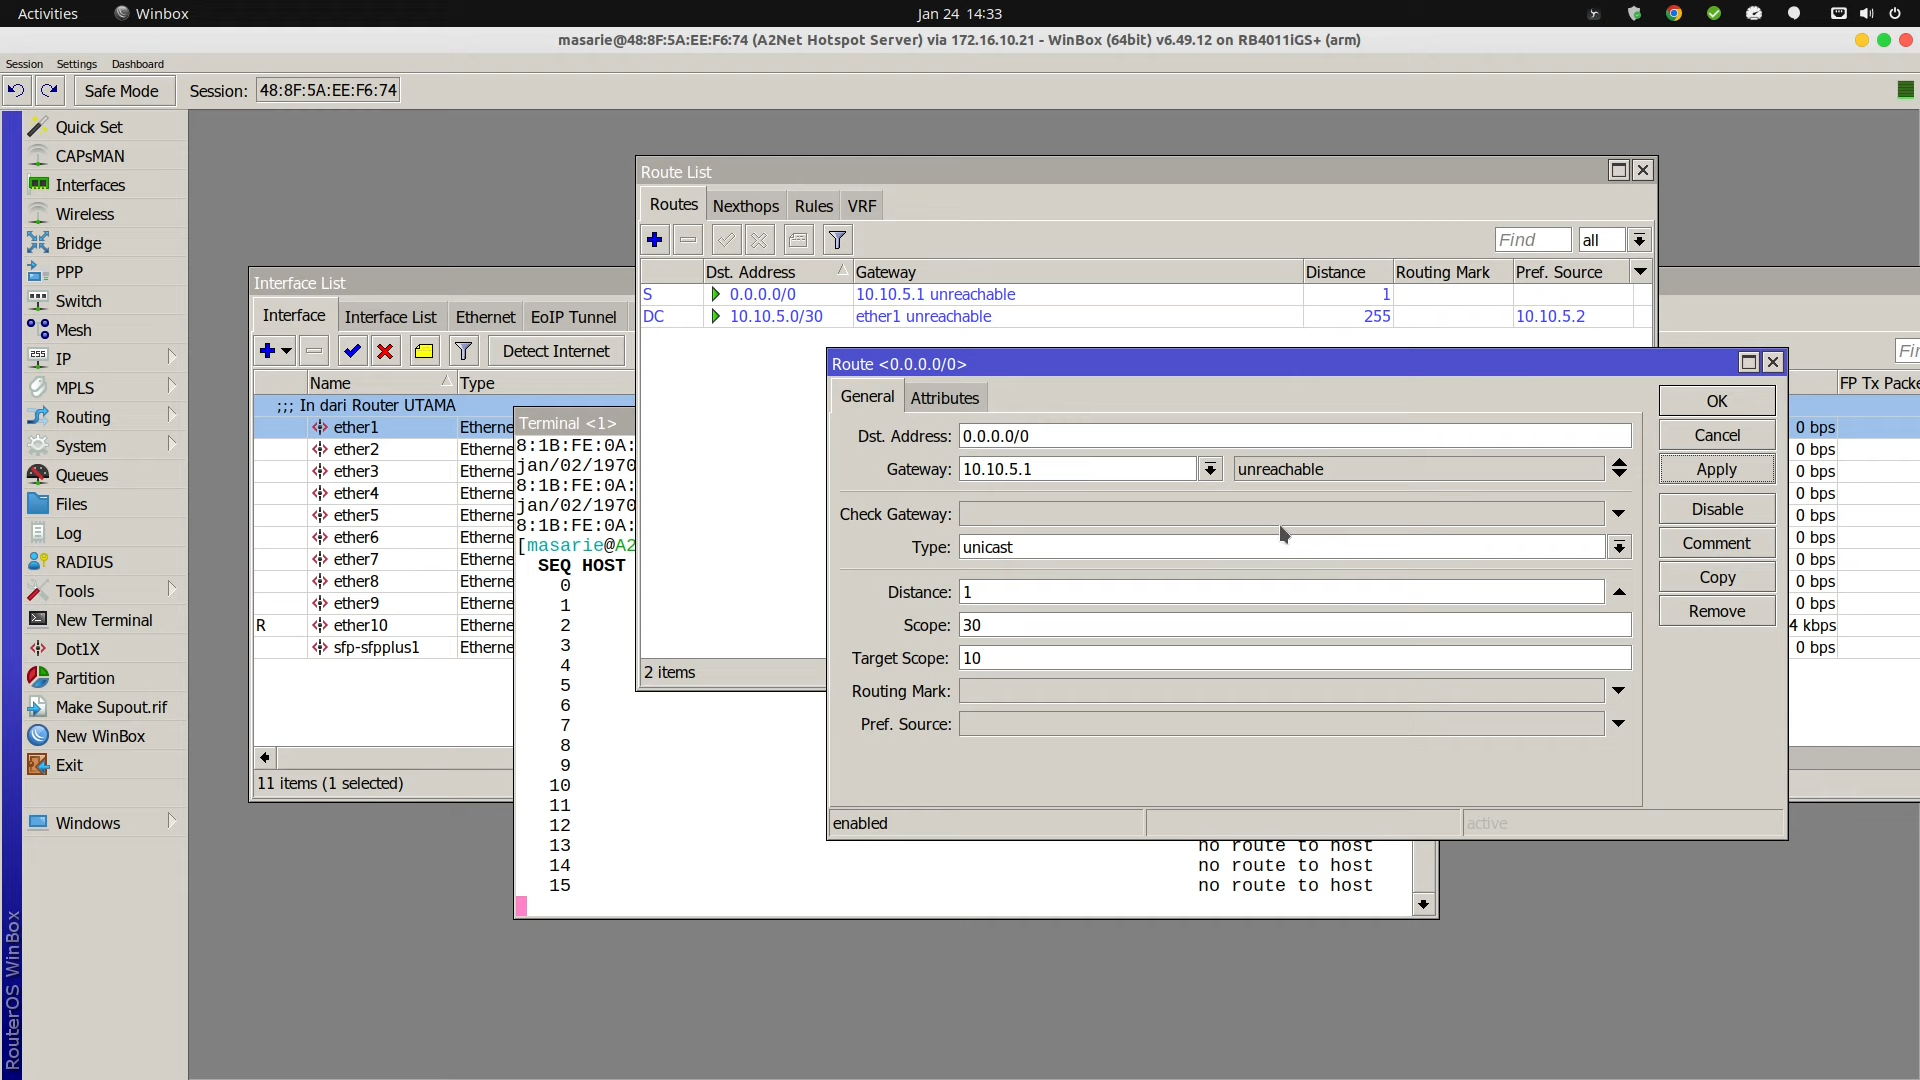 Activities
Winbox
Jan 24 14:33
masarie@48:8F:5A:EE:F6:74 (A2Net Hotspot Server) via 172.16.10.21 - WinBox (64bit) v6.49.12 on RB4011iGS+ (arm)
Session Settings Dashboard
Safe Mode Session: 48:8F:5A:EE:F6:74
Quick Set
CAPsMAN
Interfaces
Wireless
Bridge
PPP
Switch
Mesh
IP
MPLS
Routing
System
Queues
Files
Log
RADIUS
Tools
New Terminal
Dot1X
Partition
Make Supout.rif
New WinBox
Exit
Windows
RouterOS WinBox
Interface List
Interface Interface List Ethernet EoIP Tunnel
Detect Internet
Name Type
;;; In dari Router UTAMA
ether1 Etherne
ether2 Etherne
ether3 Etherne
ether4 Etherne
ether5 Etherne
ether6 Etherne
ether7 Etherne
ether8 Etherne
ether9 Etherne
R ether10 Etherne
sfp-sfpplus1 Etherne
11 items (1 selected)
Terminal <1>
8:1B:FE:0A:
jan/02/1970
8:1B:FE:0A:
jan/02/1970
8:1B:FE:0A:
[masarie@A2
SEQ HOST
0
1
2
3
4
5
6
7
8
9
10
11
12
13 no route to host
14 no route to host
15 no route to host
Route List
Routes Nexthops Rules VRF
Find all
Dst. Address Gateway Distance Routing Mark Pref. Source
S 0.0.0.0/0 10.10.5.1 unreachable 1
DC 10.10.5.0/30 ether1 unreachable 255 10.10.5.2
2 items
Route <0.0.0.0/0>
General Attributes
Dst. Address: 0.0.0.0/0
Gateway: 10.10.5.1 unreachable
Check Gateway:
Type: unicast
Distance: 1
Scope: 30
Target Scope: 10
Routing Mark:
Pref. Source:
OK
Cancel
Apply
Disable
Comment
Copy
Remove
enabled active
Fin
FP Tx Packe
0 bps
0 bps
0 bps
0 bps
0 bps
0 bps
0 bps
0 bps
0 bps
4 kbps
0 bps